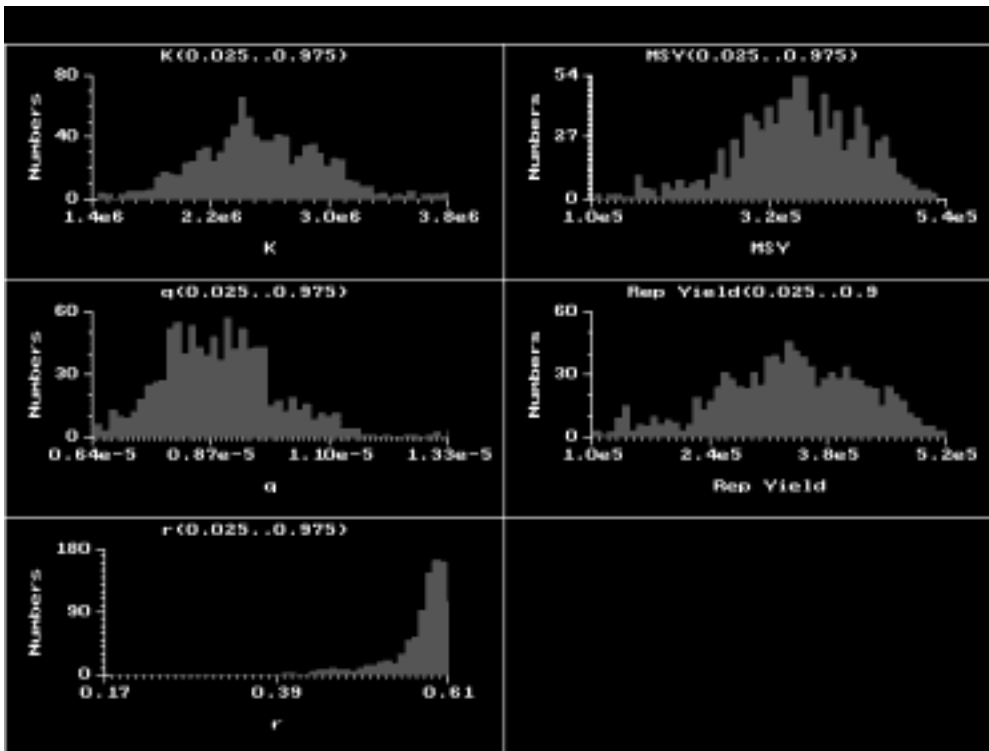 K(0.025..0.975)
80
40
0
Numbers
1.4e6 2.2e6 3.0e6 3.8e6
K
MSY(0.025..0.975)
54
27
0
Numbers
1.0e5 3.2e5 5.4e5
MSY
q(0.025..0.975)
60
30
0
Numbers
0.64e-5 0.87e-5 1.10e-5 1.33e-5
q
Rep Yield(0.025..0.9
60
30
0
Numbers
1.0e5 2.4e5 3.8e5 5.2e5
Rep Yield
r(0.025..0.975)
180
90
0
Numbers
0.17 0.39 0.61
r